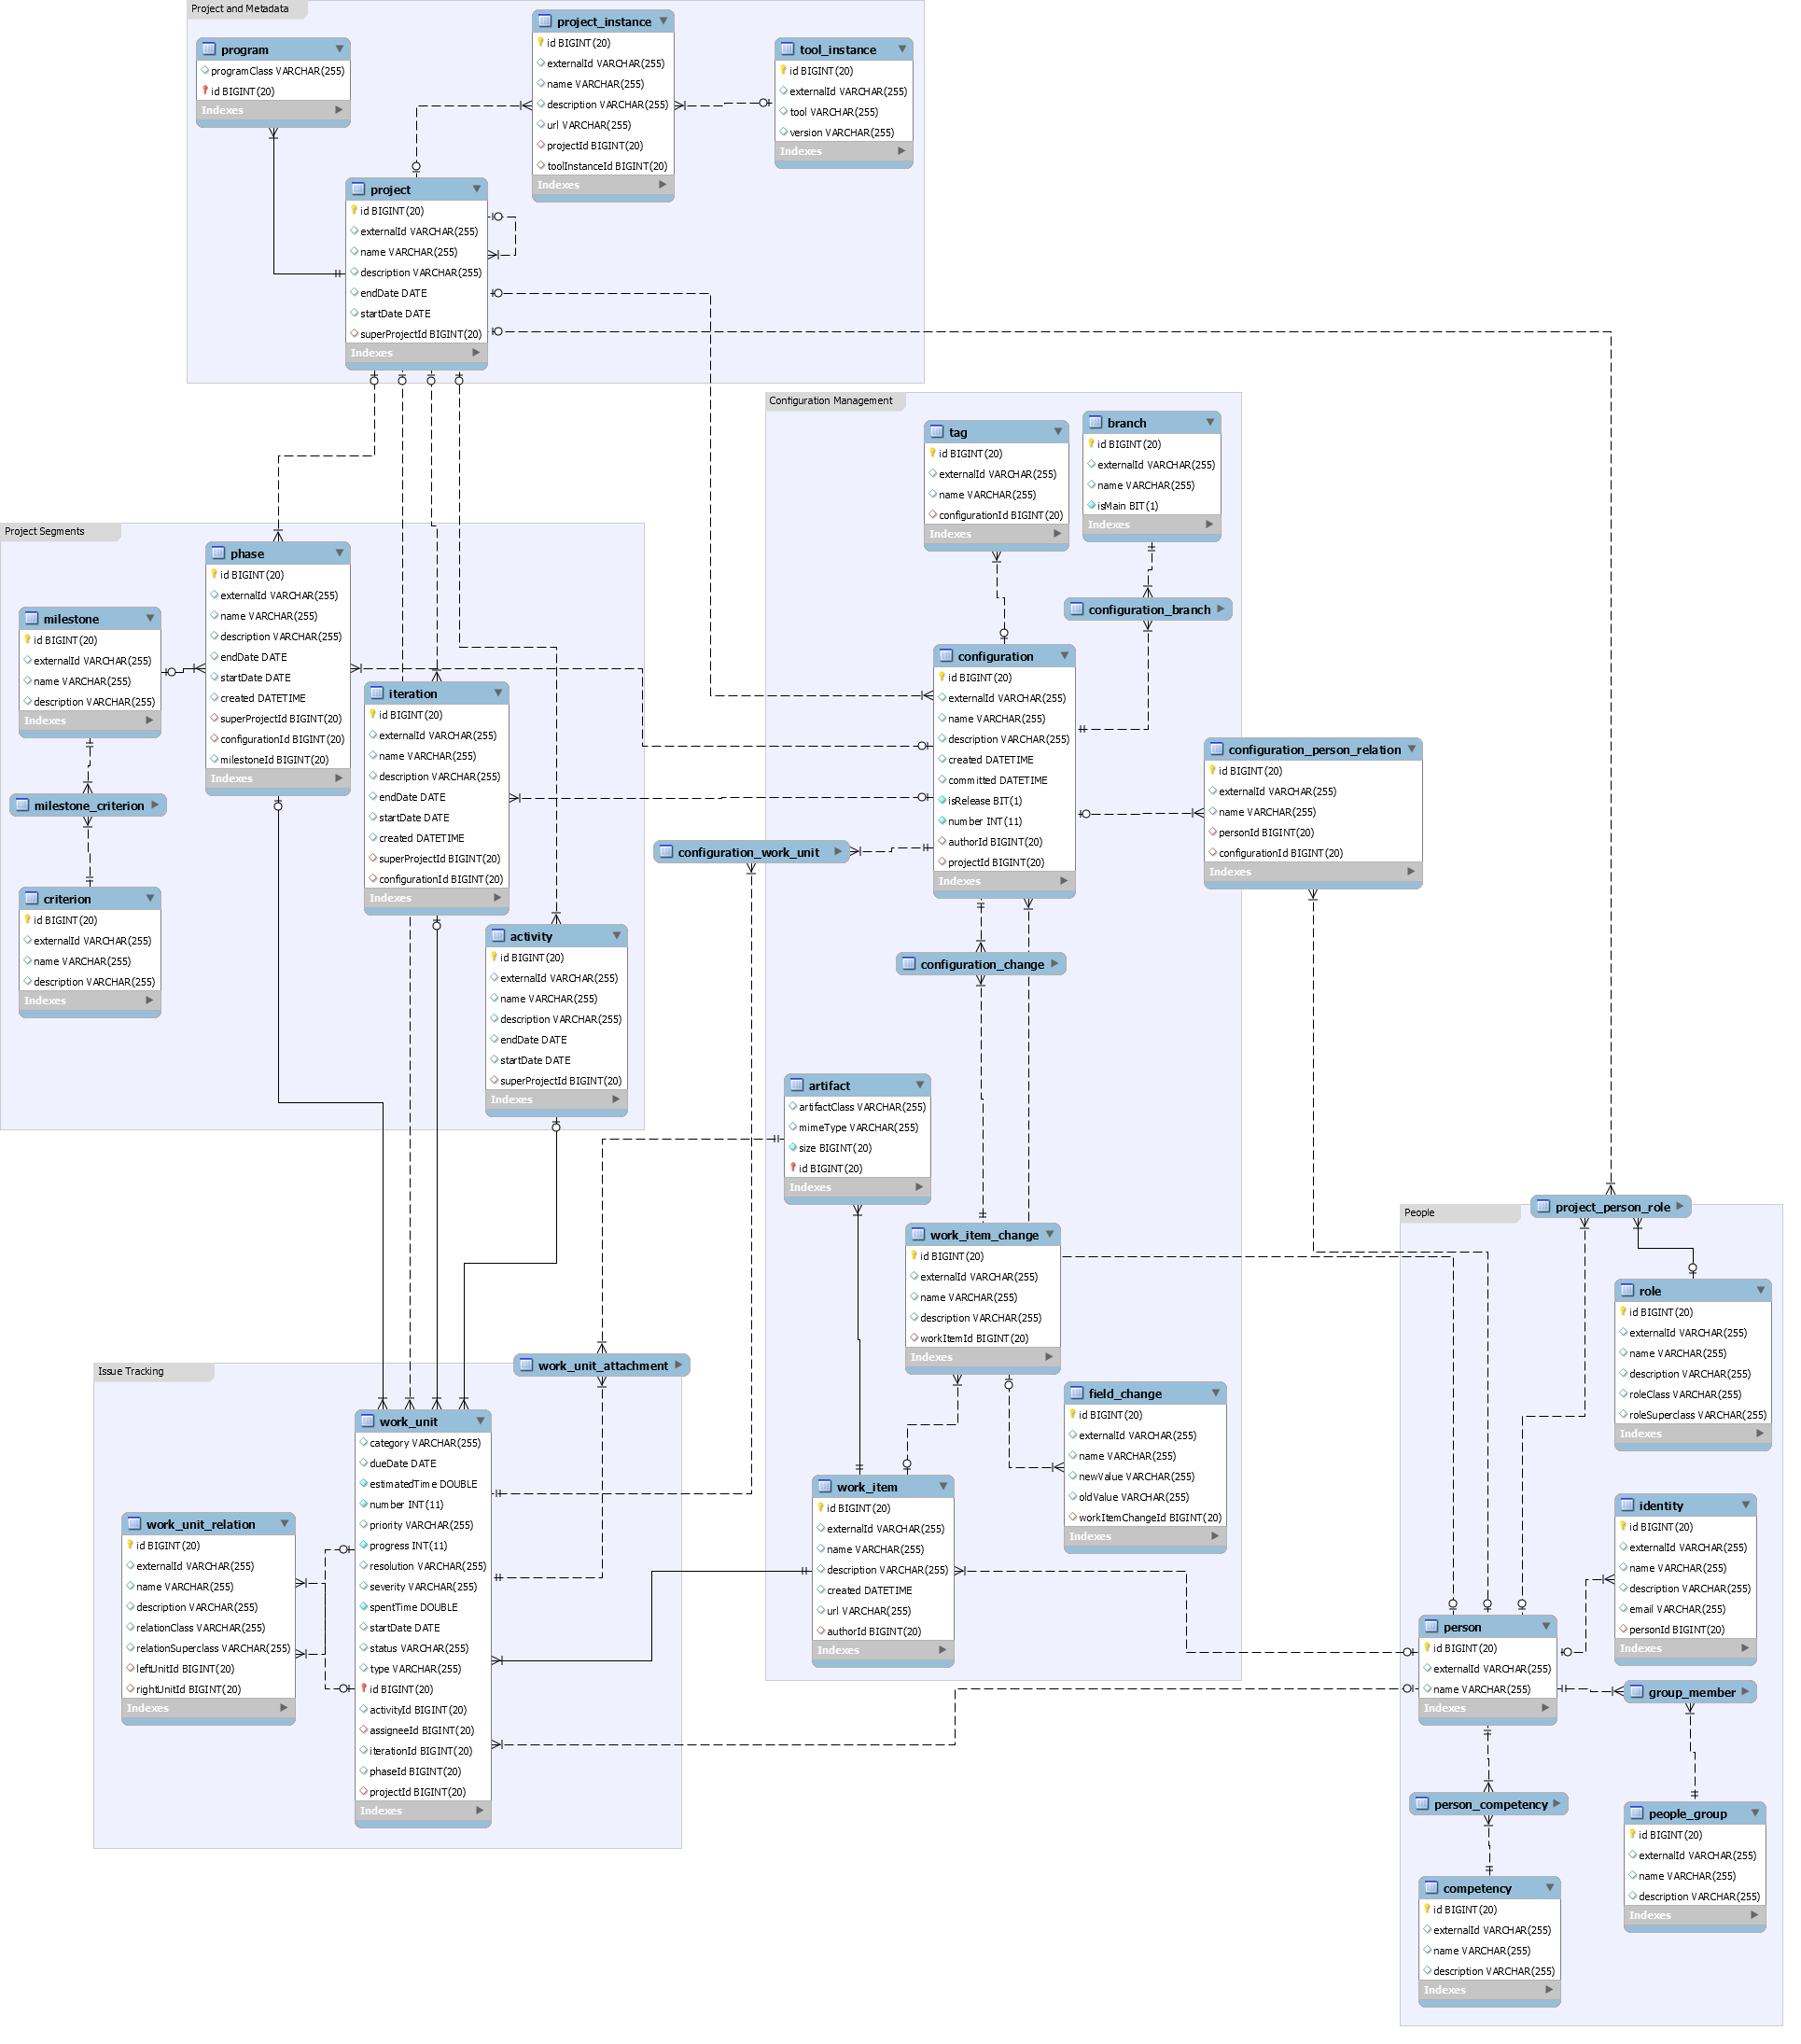 Project and Metadata
program
programClass VARCHAR(255)
id BIGINT(20)
Indexes
project_instance
id BIGINT(20)
externalId VARCHAR(255)
name VARCHAR(255)
description VARCHAR(255)
url VARCHAR(255)
projectId BIGINT(20)
toolInstanceId BIGINT(20)
Indexes
tool_instance
id BIGINT(20)
externalId VARCHAR(255)
tool VARCHAR(255)
version VARCHAR(255)
Indexes
project
id BIGINT(20)
externalId VARCHAR(255)
name VARCHAR(255)
description VARCHAR(255)
endDate DATE
startDate DATE
superProjectId BIGINT(20)
Indexes
Project Segments
phase
id BIGINT(20)
externalId VARCHAR(255)
name VARCHAR(255)
description VARCHAR(255)
endDate DATE
startDate DATE
created DATETIME
superProjectId BIGINT(20)
configurationId BIGINT(20)
milestoneId BIGINT(20)
Indexes
milestone
id BIGINT(20)
externalId VARCHAR(255)
name VARCHAR(255)
description VARCHAR(255)
Indexes
milestone_criterion
criterion
id BIGINT(20)
externalId VARCHAR(255)
name VARCHAR(255)
description VARCHAR(255)
Indexes
iteration
id BIGINT(20)
externalId VARCHAR(255)
name VARCHAR(255)
description VARCHAR(255)
endDate DATE
startDate DATE
created DATETIME
superProjectId BIGINT(20)
configurationId BIGINT(20)
Indexes
activity
id BIGINT(20)
externalId VARCHAR(255)
name VARCHAR(255)
description VARCHAR(255)
endDate DATE
startDate DATE
superProjectId BIGINT(20)
Indexes
Configuration Management
tag
id BIGINT(20)
externalId VARCHAR(255)
name VARCHAR(255)
configurationId BIGINT(20)
Indexes
branch
id BIGINT(20)
externalId VARCHAR(255)
name VARCHAR(255)
isMain BIT(1)
Indexes
configuration_branch
configuration
id BIGINT(20)
externalId VARCHAR(255)
name VARCHAR(255)
description VARCHAR(255)
created DATETIME
committed DATETIME
isRelease BIT(1)
number INT(11)
authorId BIGINT(20)
projectId BIGINT(20)
Indexes
configuration_person_relation
id BIGINT(20)
externalId VARCHAR(255)
name VARCHAR(255)
personId BIGINT(20)
configurationId BIGINT(20)
Indexes
configuration_work_unit
configuration_change
artifact
artifactClass VARCHAR(255)
mimeType VARCHAR(255)
size BIGINT(20)
id BIGINT(20)
Indexes
work_item_change
id BIGINT(20)
externalId VARCHAR(255)
name VARCHAR(255)
description VARCHAR(255)
workItemId BIGINT(20)
Indexes
field_change
id BIGINT(20)
externalId VARCHAR(255)
name VARCHAR(255)
newValue VARCHAR(255)
oldValue VARCHAR(255)
workItemChangeId BIGINT(20)
Indexes
work_item
id BIGINT(20)
externalId VARCHAR(255)
name VARCHAR(255)
description VARCHAR(255)
created DATETIME
url VARCHAR(255)
authorId BIGINT(20)
Indexes
Issue Tracking
work_unit_attachment
work_unit
category VARCHAR(255)
dueDate DATE
estimatedTime DOUBLE
number INT(11)
priority VARCHAR(255)
progress INT(11)
resolution VARCHAR(255)
severity VARCHAR(255)
spentTime DOUBLE
startDate DATE
status VARCHAR(255)
type VARCHAR(255)
id BIGINT(20)
activityId BIGINT(20)
assigneeId BIGINT(20)
iterationId BIGINT(20)
phaseId BIGINT(20)
projectId BIGINT(20)
Indexes
work_unit_relation
id BIGINT(20)
externalId VARCHAR(255)
name VARCHAR(255)
description VARCHAR(255)
relationClass VARCHAR(255)
relationSuperclass VARCHAR(255)
leftUnitId BIGINT(20)
rightUnitId BIGINT(20)
Indexes
People
project_person_role
role
id BIGINT(20)
externalId VARCHAR(255)
name VARCHAR(255)
description VARCHAR(255)
roleClass VARCHAR(255)
roleSuperclass VARCHAR(255)
Indexes
identity
id BIGINT(20)
externalId VARCHAR(255)
name VARCHAR(255)
description VARCHAR(255)
email VARCHAR(255)
personId BIGINT(20)
Indexes
person
id BIGINT(20)
externalId VARCHAR(255)
name VARCHAR(255)
Indexes
group_member
person_competency
people_group
id BIGINT(20)
externalId VARCHAR(255)
name VARCHAR(255)
description VARCHAR(255)
Indexes
competency
id BIGINT(20)
externalId VARCHAR(255)
name VARCHAR(255)
description VARCHAR(255)
Indexes